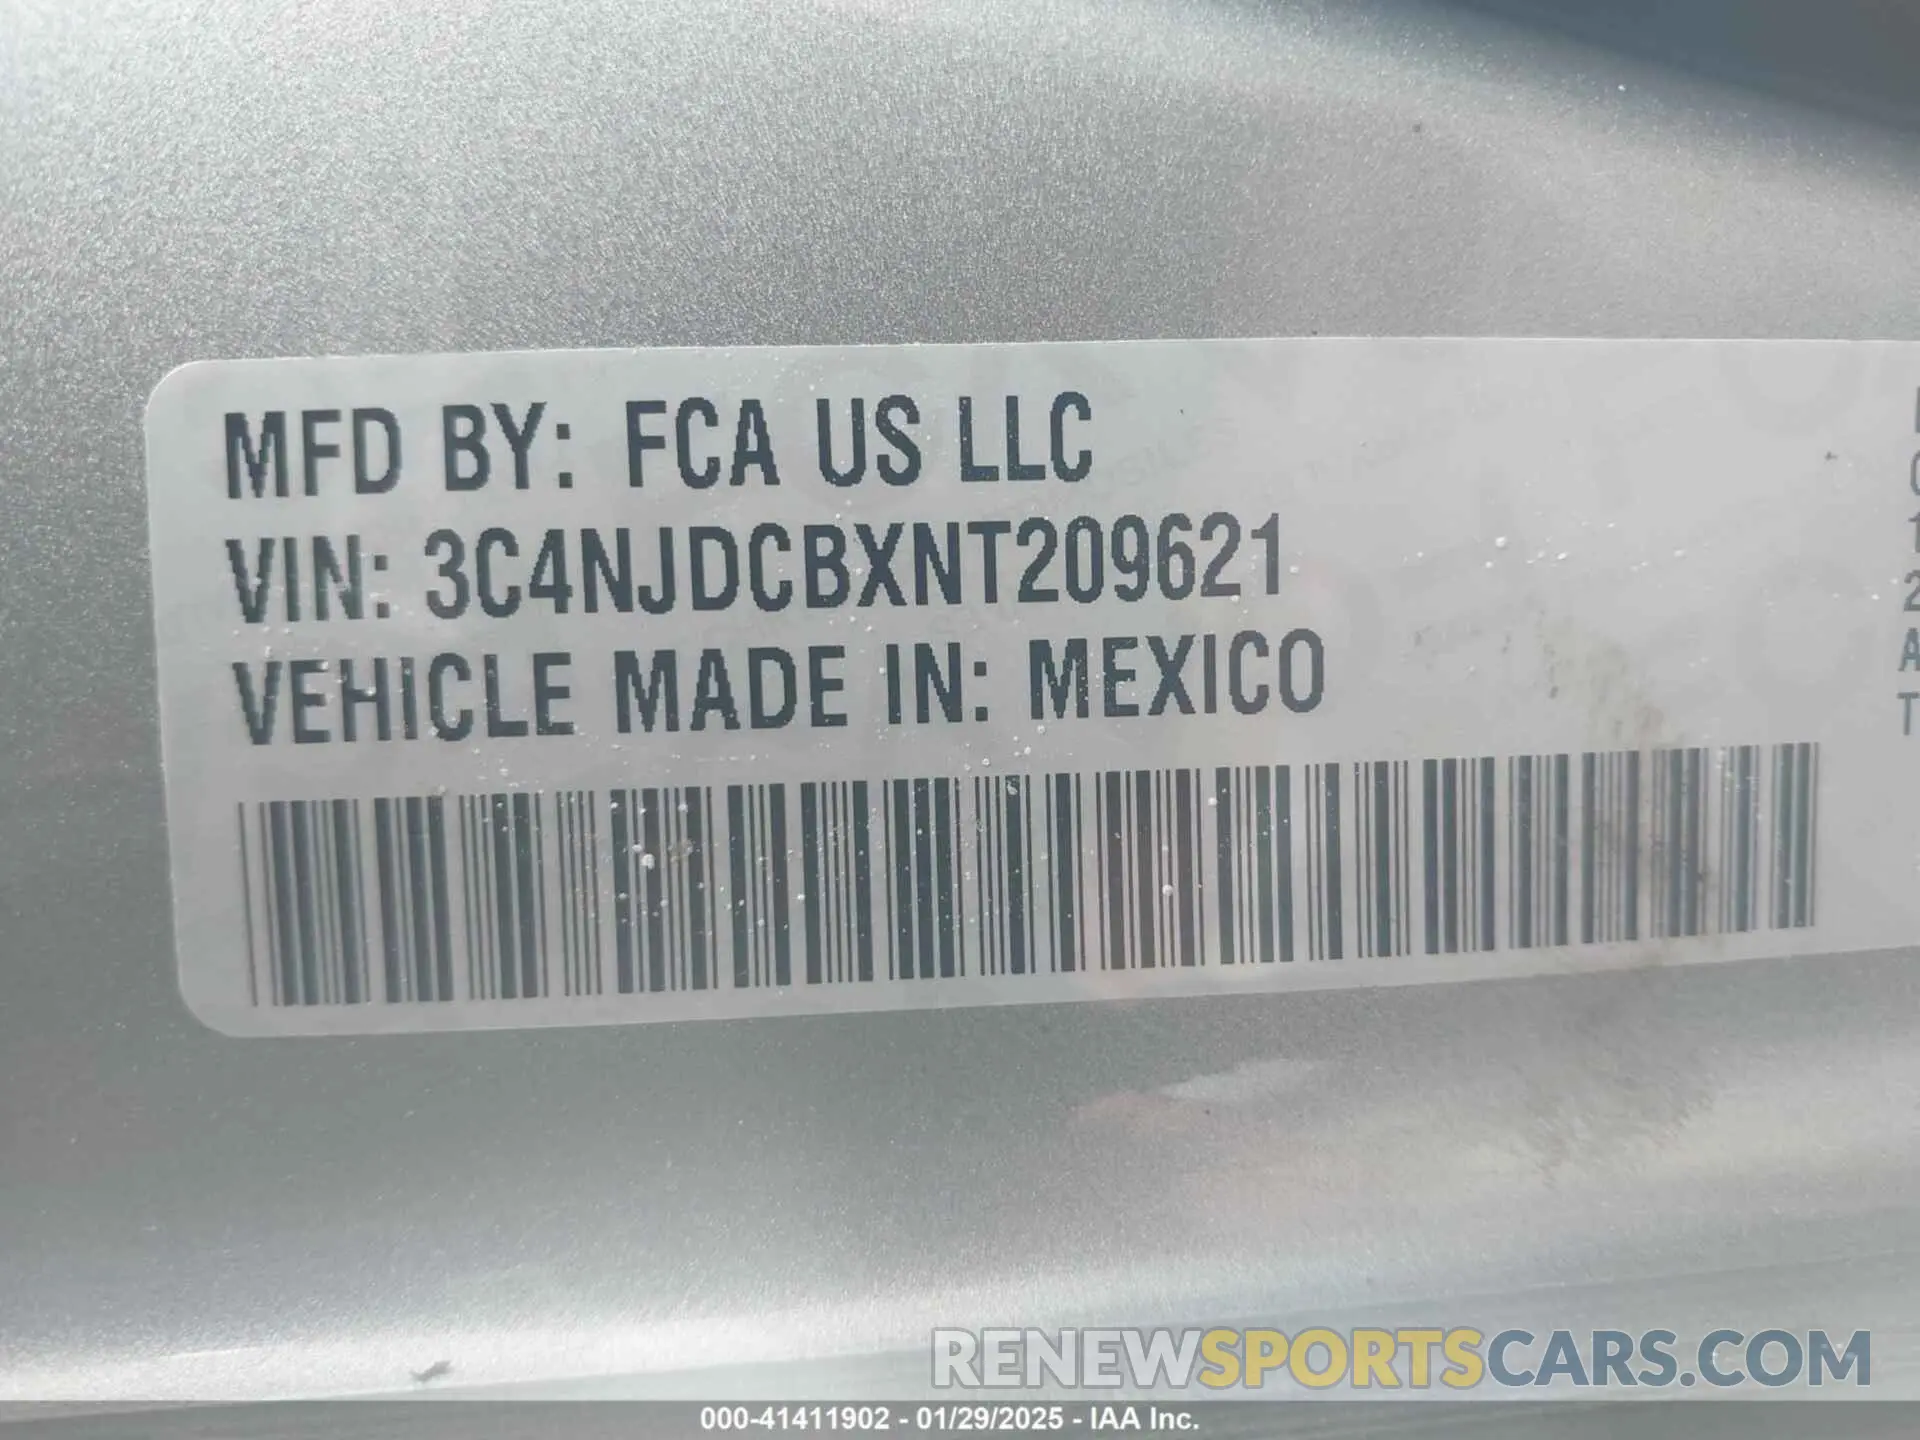 MFD BY: FCA US LLC
VIN: 3C4NJDCBXNT209621
VEHICLE MADE IN: MEXICO
RENEWSPORTSCARS.COM
000-41411902 - 01/29/2025 - IAA Inc.